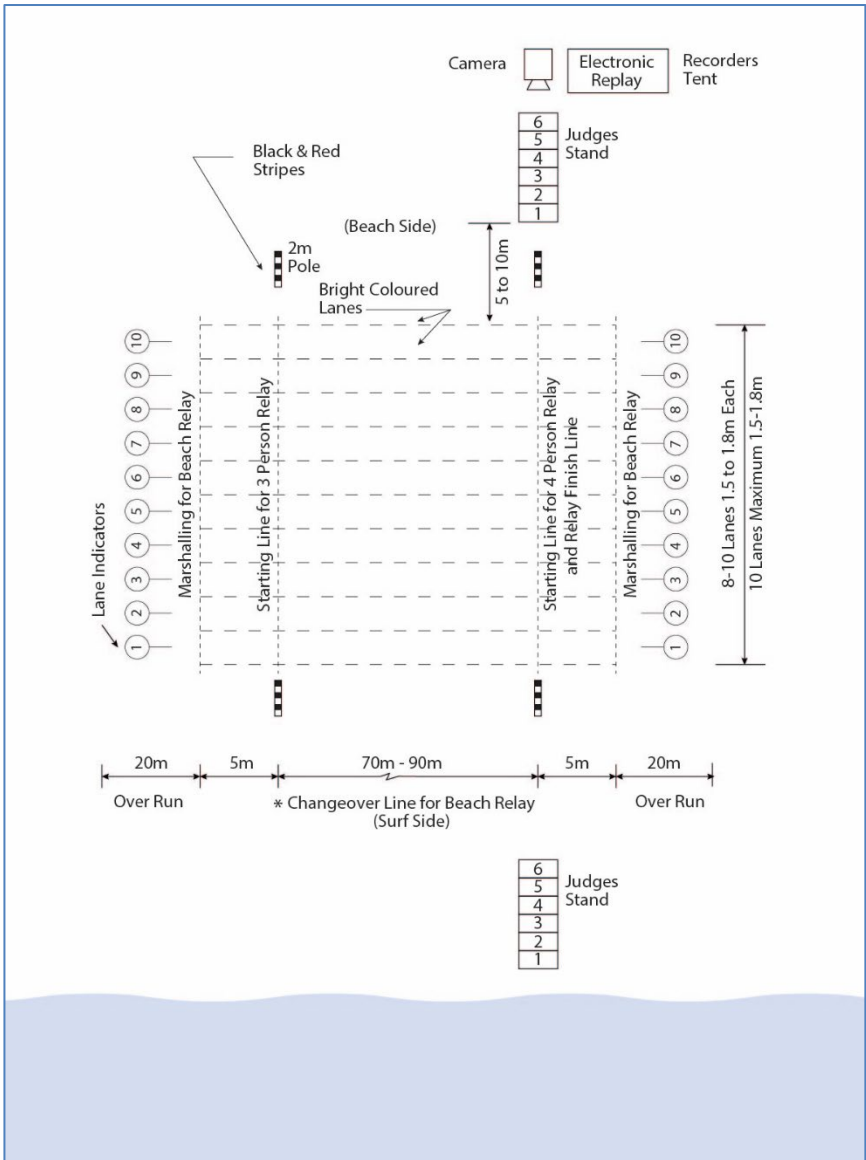 Camera
Electronic
Replay
Recorders
Tent
6
5
4
3
2
1
Judges
Stand
Black & Red
Stripes
(Beach Side)
2m
Pole
5 to 10m
Bright Coloured
Lanes
Lane Indicators
10
9
8
7
6
5
4
3
2
1
Marshalling for Beach Relay
Starting Line for 3 Person Relay
Starting Line for 4 Person Relay
and Relay Finish Line
Marshalling for Beach Relay
10
9
8
7
6
5
4
3
2
1
8-10 Lanes 1.5 to 1.8m Each
10 Lanes Maximum 1.5-1.8m
20m
5m
70m - 90m
5m
20m
Over Run
* Changeover Line for Beach Relay
(Surf Side)
Over Run
6
5
4
3
2
1
Judges
Stand